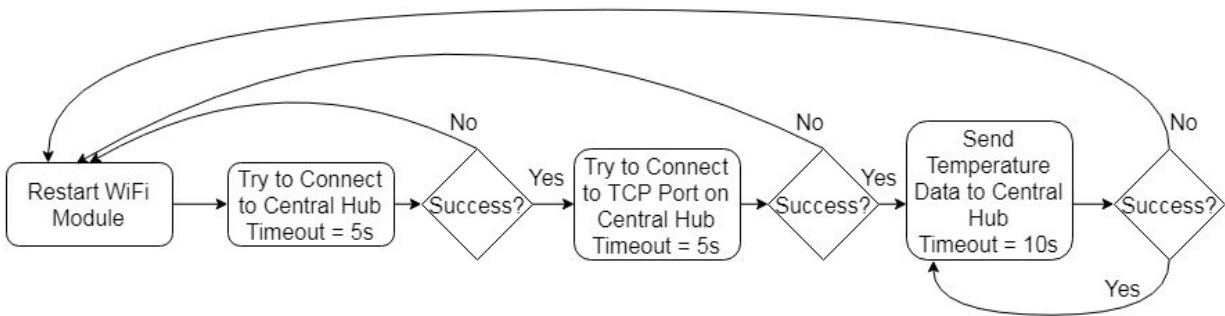 No
No
No
Restart WiFi
Module
Try to Connect
to Central Hub
Timeout = 5s
Success?
Yes
Try to Connect
to TCP Port on
Central Hub
Timeout = 5s
Success?
Yes
Send
Temperature
Data to Central
Hub
Timeout = 10s
Success?
Yes